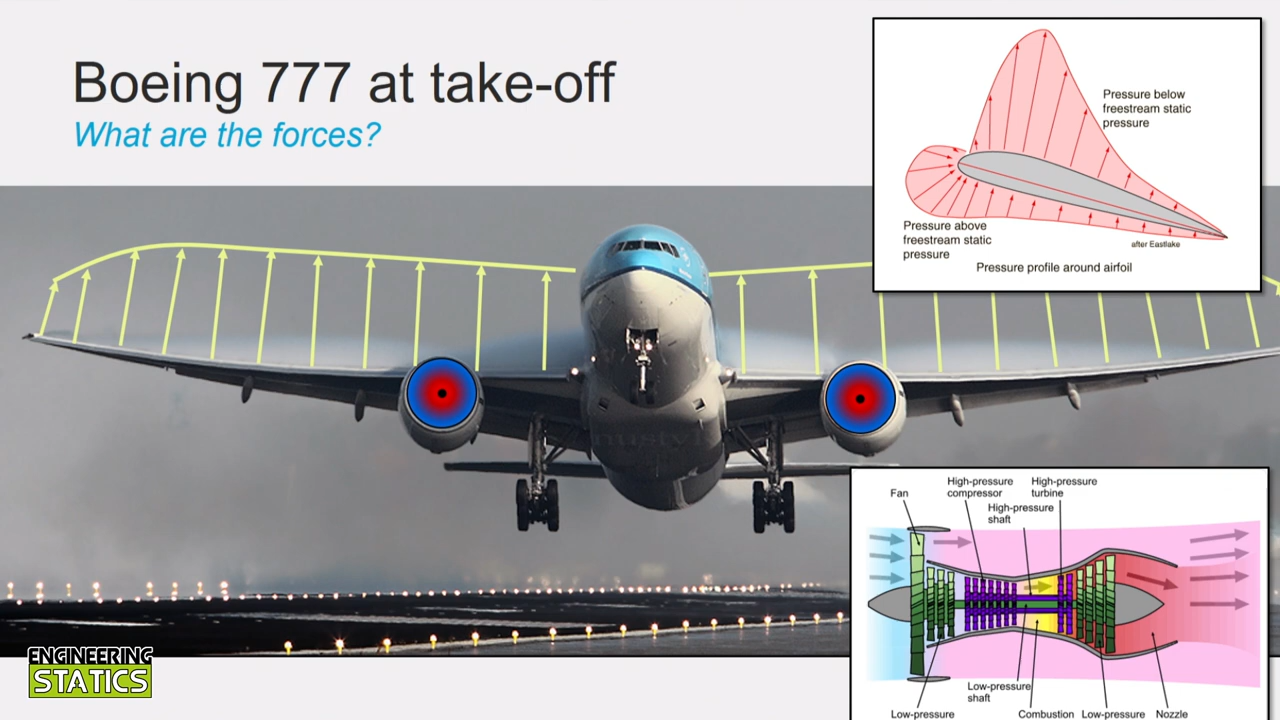 Boeing 777 at take-off
What are the forces?
Pressure below
freestream static
pressure
Pressure above
freestream static
pressure
after Eastlake
Pressure profile around airfoil
Fan
High-pressure
compressor
High-pressure
turbine
High-pressure
shaft
Low-pressure
shaft
Low-pressure
Combustion
Low-pressure
Nozzle
ENGINEERING
STATICS